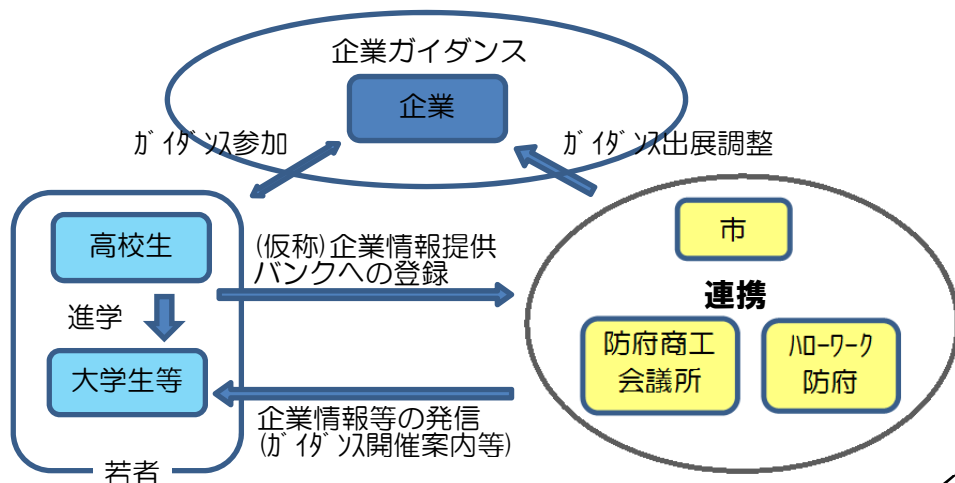 企業ガイダンス
企業
ｶﾞｲﾀﾞﾝｽ参加
ｶﾞｲﾀﾞﾝｽ出展調整
高校生
進学
大学生等
若者
(仮称)企業情報提供
バンクへの登録
企業情報等の発信
(ｶﾞｲﾀﾞﾝｽ開催案内等)
市
連携
防府商工
会議所
ﾊﾛｰﾜｰｸ
防府